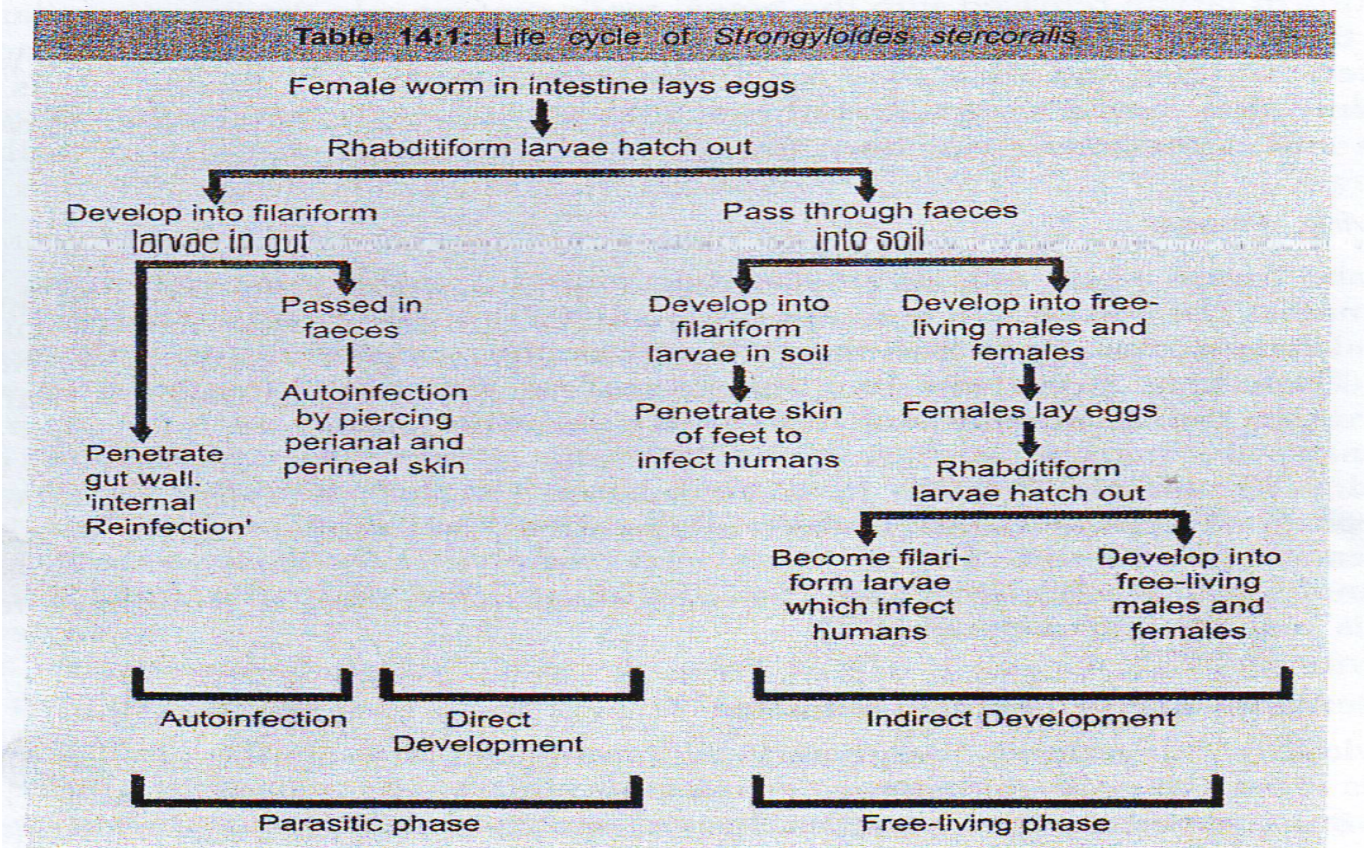 Table 14:1: Life cycle of Strongyloides stercoralis
Female worm in intestine lays eggs
Rhabditiform larvae hatch out
Develop into filariform
larvae in gut
Pass through faeces
into soil
Penetrate
gut wall.
'internal
Reinfection'
Passed in
faeces
Autoinfection
by piercing
perianal and
perineal skin
Develop into
filariform
larvae in soil
Penetrate skin
of feet to
infect humans
Develop into free-
living males and
females
Females lay eggs
Rhabditiform
larvae hatch out
Become filari-
form larvae
which infect
humans
Develop into
free-living
males and
females
Autoinfection
Direct
Development
Indirect Development
Parasitic phase
Free-living phase